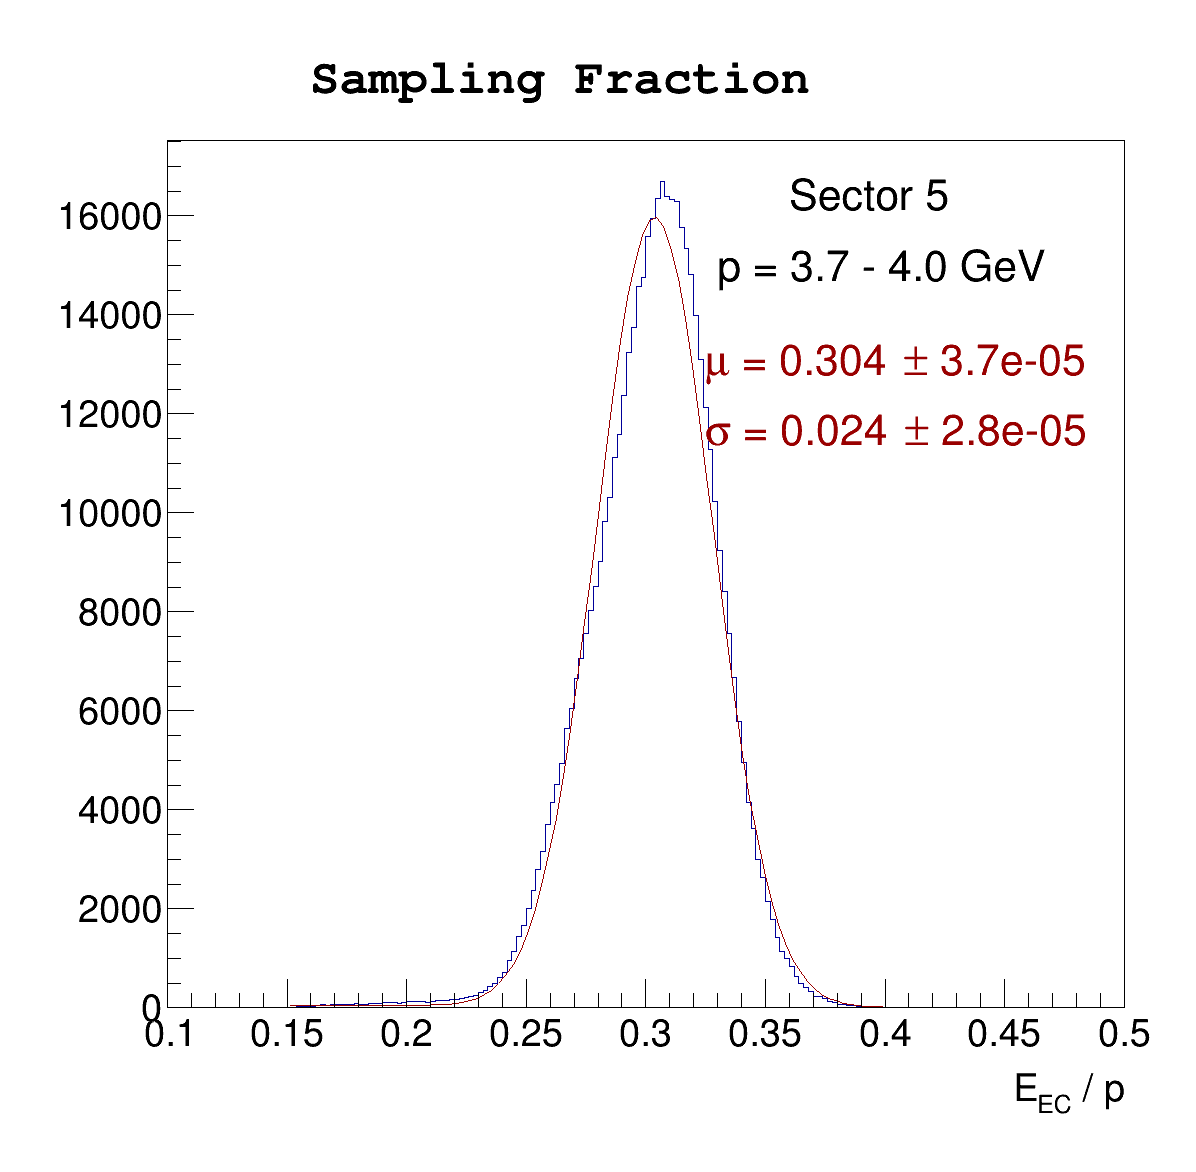 Sampling Fraction
Sector 5
p = 3.7 - 4.0 GeV
μ = 0.304 ± 3.7e-05
σ = 0.024 ± 2.8e-05
16000
14000
12000
10000
8000
6000
4000
2000
0
0.1 0.15 0.2 0.25 0.3 0.35 0.4 0.45 0.5
E_EC / p